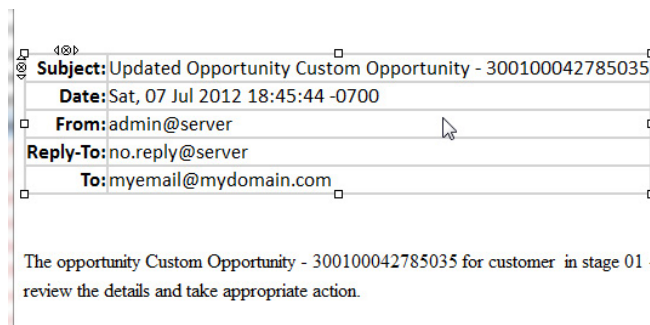 Subject: Updated Opportunity Custom Opportunity - 300100042785035
Date: Sat, 07 Jul 2012 18:45:44 -0700
From: admin@server
Reply-To: no.reply@server
To: myemail@mydomain.com
The opportunity Custom Opportunity - 300100042785035 for customer in stage 01 -
review the details and take appropriate action.